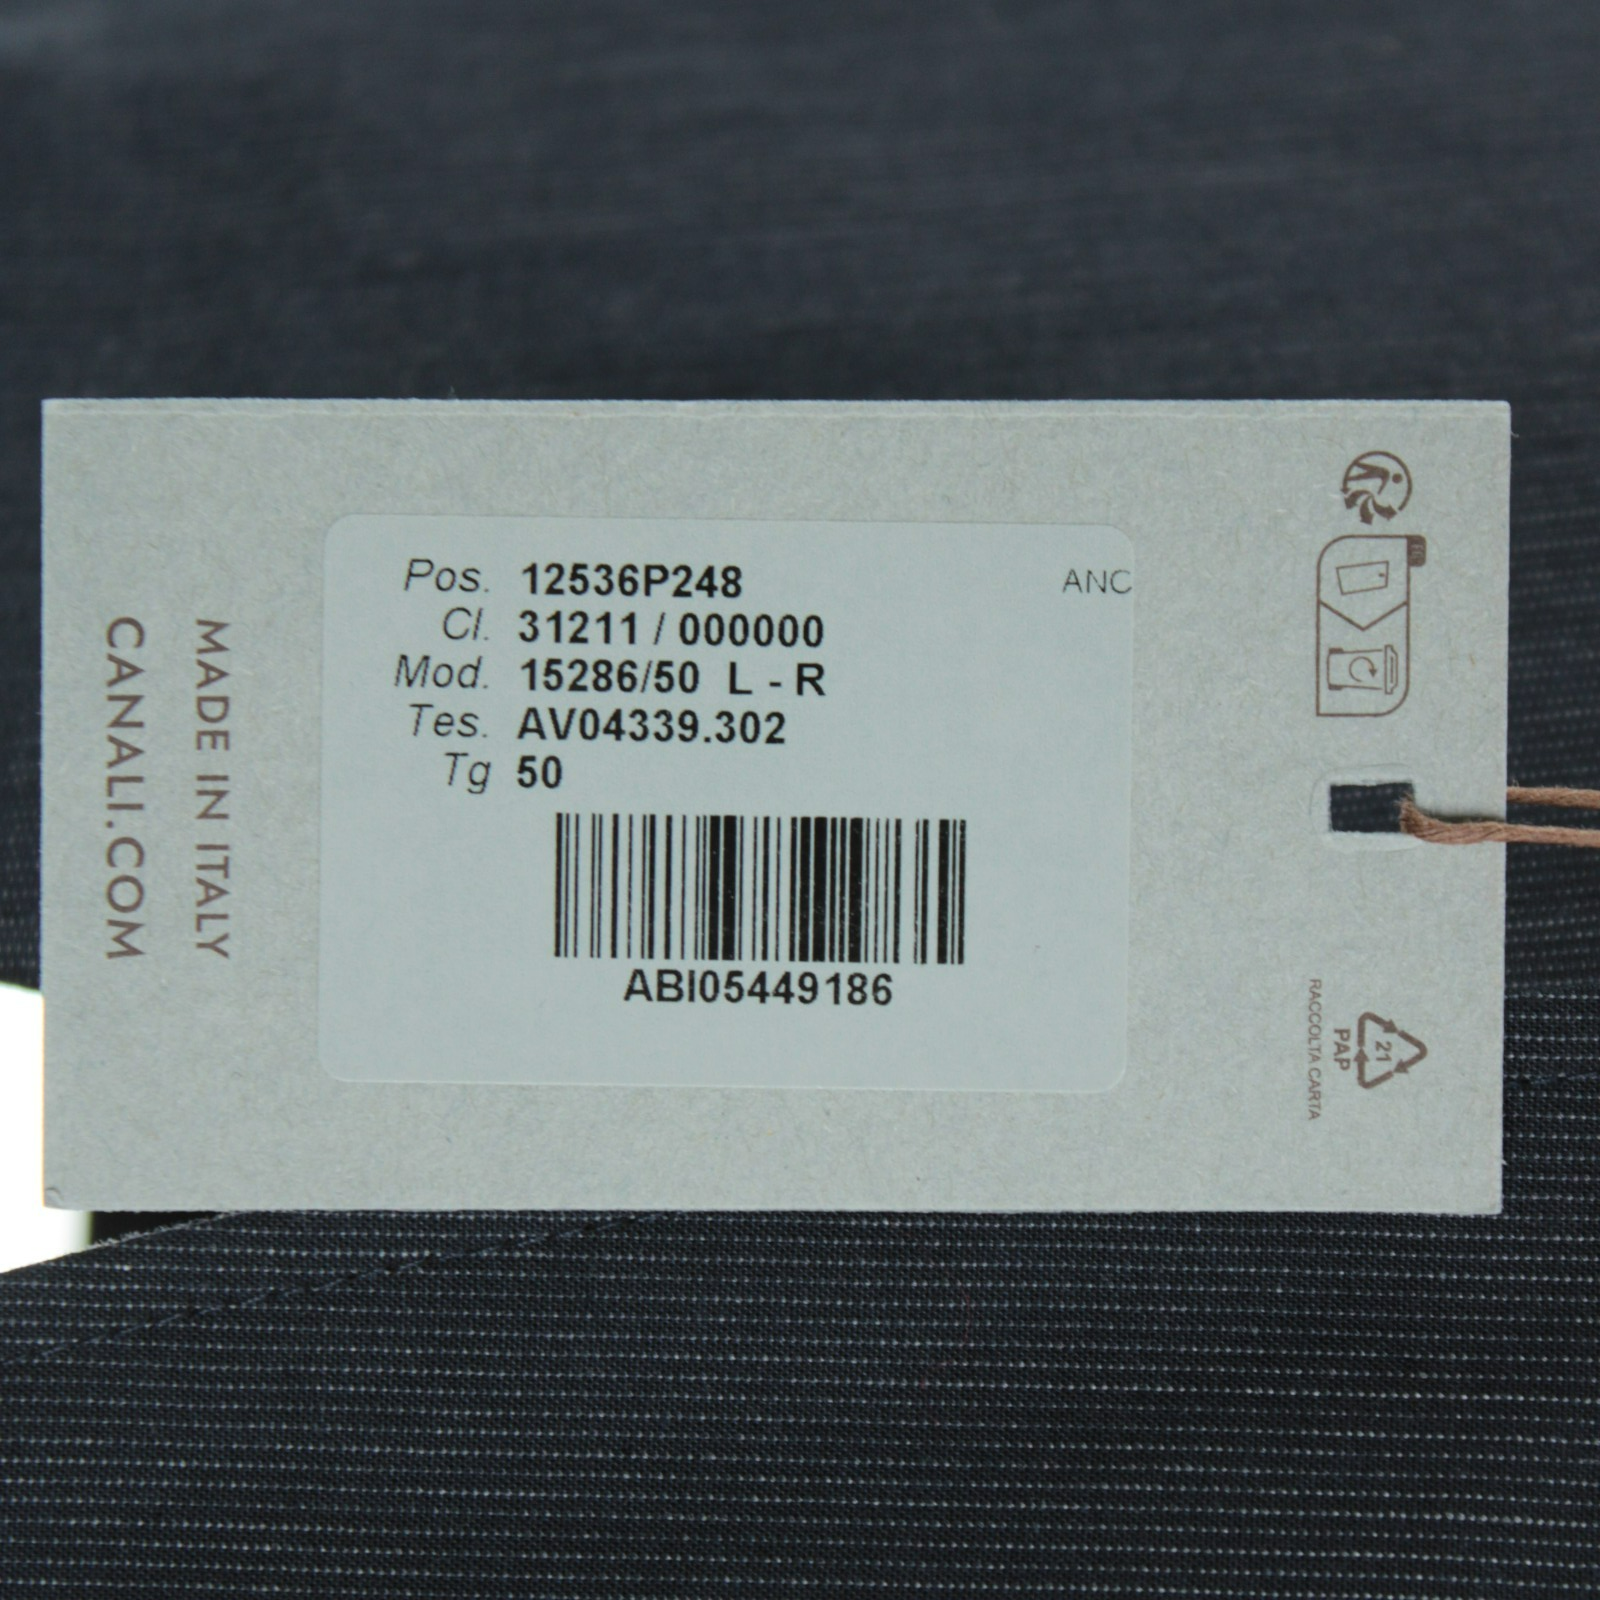 Pos. 12536P248
ANC
Cl. 31211 / 000000
Mod. 15286/50 L - R
Tes. AV04339.302
Tg 50
ABI05449186
MADE IN ITALY
CANALI.COM
21
PAP
RACCOLTA CARTA